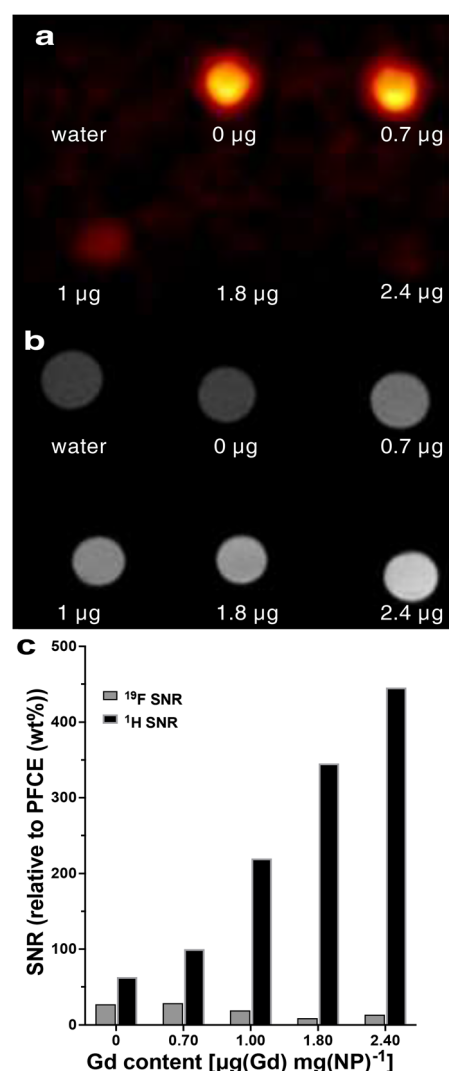 a
water 0 µg 0.7 µg
1 µg 1.8 µg 2.4 µg
b
water 0 µg 0.7 µg
1 µg 1.8 µg 2.4 µg
c
SNR (relative to PFCE (wt%))
500
400
300
200
100
0
¹⁹F SNR
¹H SNR
0 0.70 1.00 1.80 2.40
Gd content [µg(Gd) mg(NP)⁻¹]